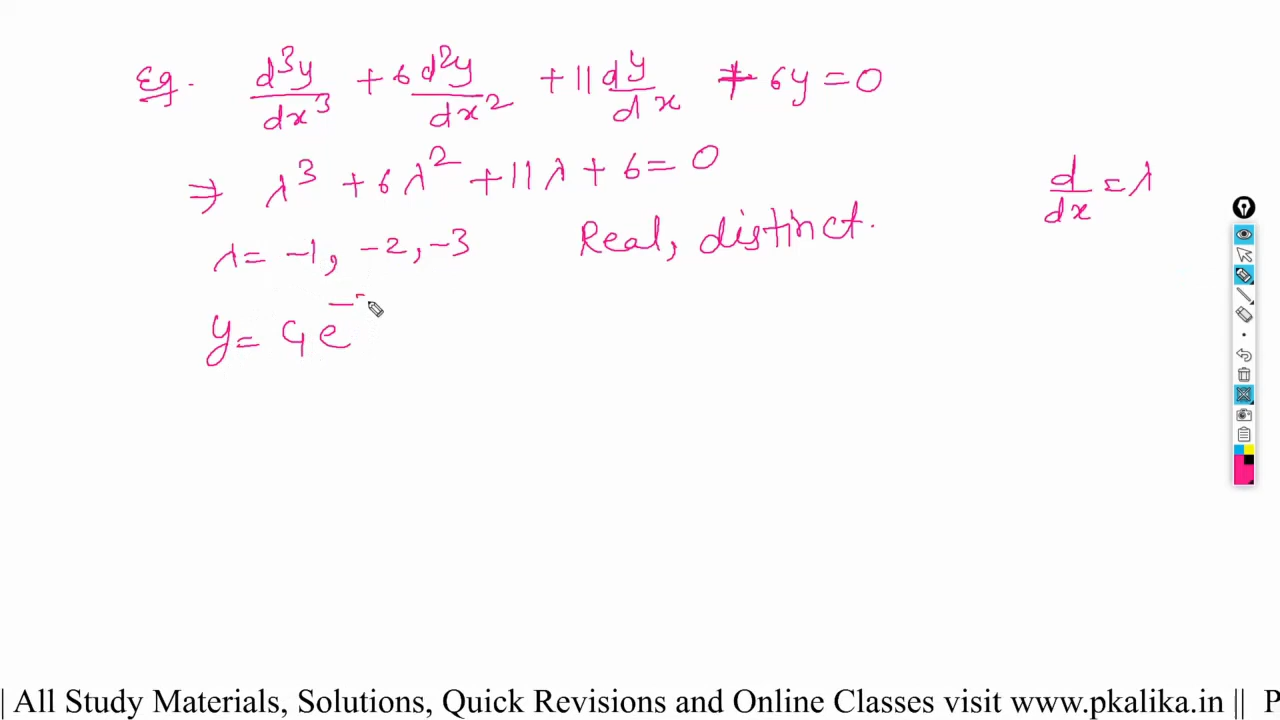 Eg. d³y/dx³ + 6 d²y/dx² + 11 dy/dx + 6y = 0
⇒ λ³ + 6λ² + 11λ + 6 = 0
d/dx = λ
λ = -1, -2, -3 Real, distinct.
y = C₁ e⁻
| All Study Materials, Solutions, Quick Revisions and Online Classes visit www.pkalika.in || P